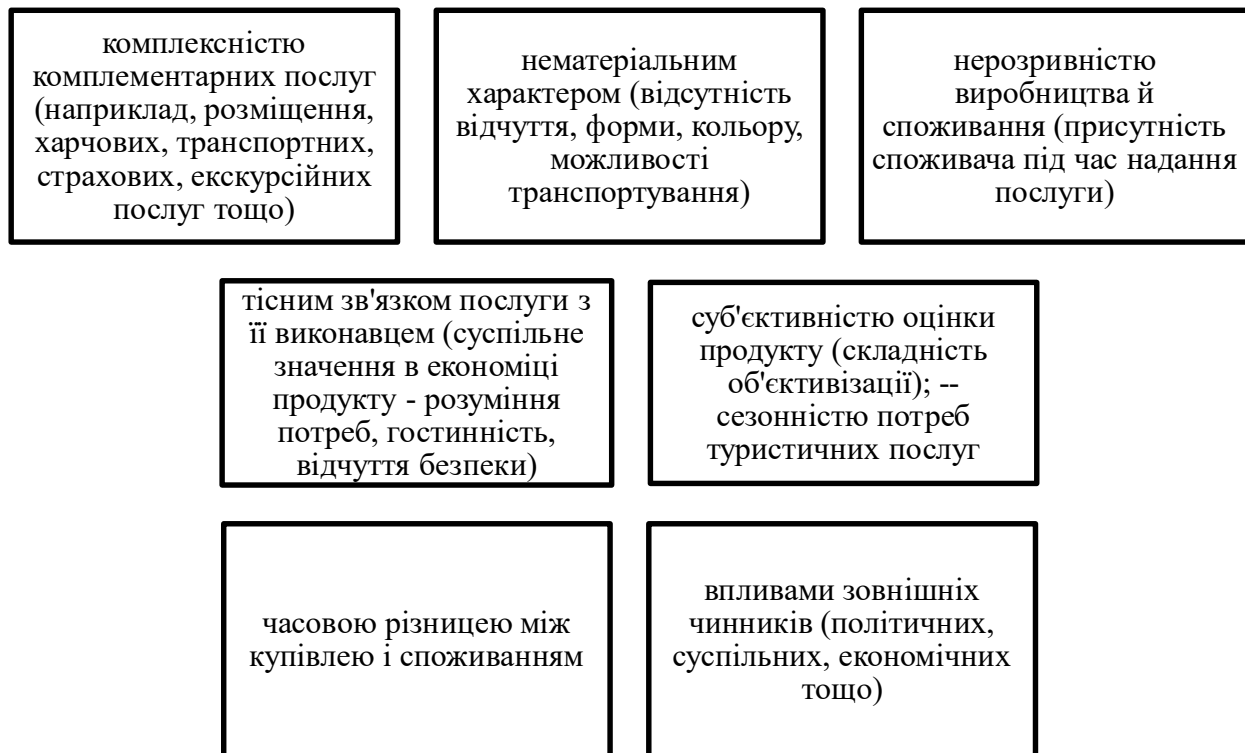 комплексністю
комплементарних послуг
(наприклад, розміщення,
харчових, транспортних,
страхових, екскурсійних
послуг тощо)
нематеріальним
характером (відсутність
відчуття, форми, кольору,
можливості
транспортування)
нерозривністю
виробництва й
споживання (присутність
споживача під час надання
послуги)
тісним зв'язком послуги з
її виконавцем (суспільне
значення в економіці
продукту - розуміння
потреб, гостинність,
відчуття безпеки)
суб'єктивністю оцінки
продукту (складність
об'єктивізації); --
сезонністю потреб
туристичних послуг
часовою різницею між
купівлею і споживанням
впливами зовнішніх
чинників (політичних,
суспільних, економічних
тощо)